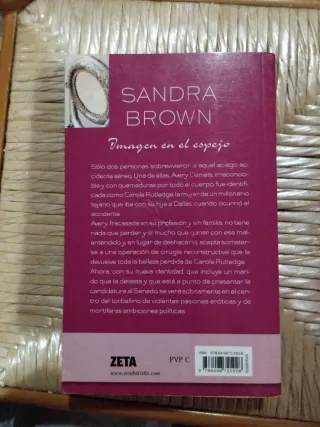 SANDRA
BROWN
Imagen en el espejo
Sólo dos personas sobrevivieron a aquel aciago ac-
cidente aéreo. Una de ellas, Avery Daniels, irreconoci-
ble y con quemaduras por todo el cuerpo fue identifi-
cada como Carola Rutledge la mujer de un millonario
tejano que iba con su hija a Dallas cuando ocurrió el
accidente.
Avery, fracasada en su profesión y sin familia, no tiene
nada que perder y sí mucho que ganar con ese mal-
entendido y, en lugar de deshacerlo, acepta someter-
se a una operación de cirugía reconstructiva que le
devuelve toda la belleza perdida de Carola Rutledge.
Ahora, con su nueva identidad, que incluye un mari-
do que la desea y que está a punto de presentar la
candidatura al Senado se verá súbitamente en el cen-
tro del torbellino de violentas pasiones eróticas y de
mortíferas ambiciones políticas.
ZETA
www.zetabolsillo.com
PVP €